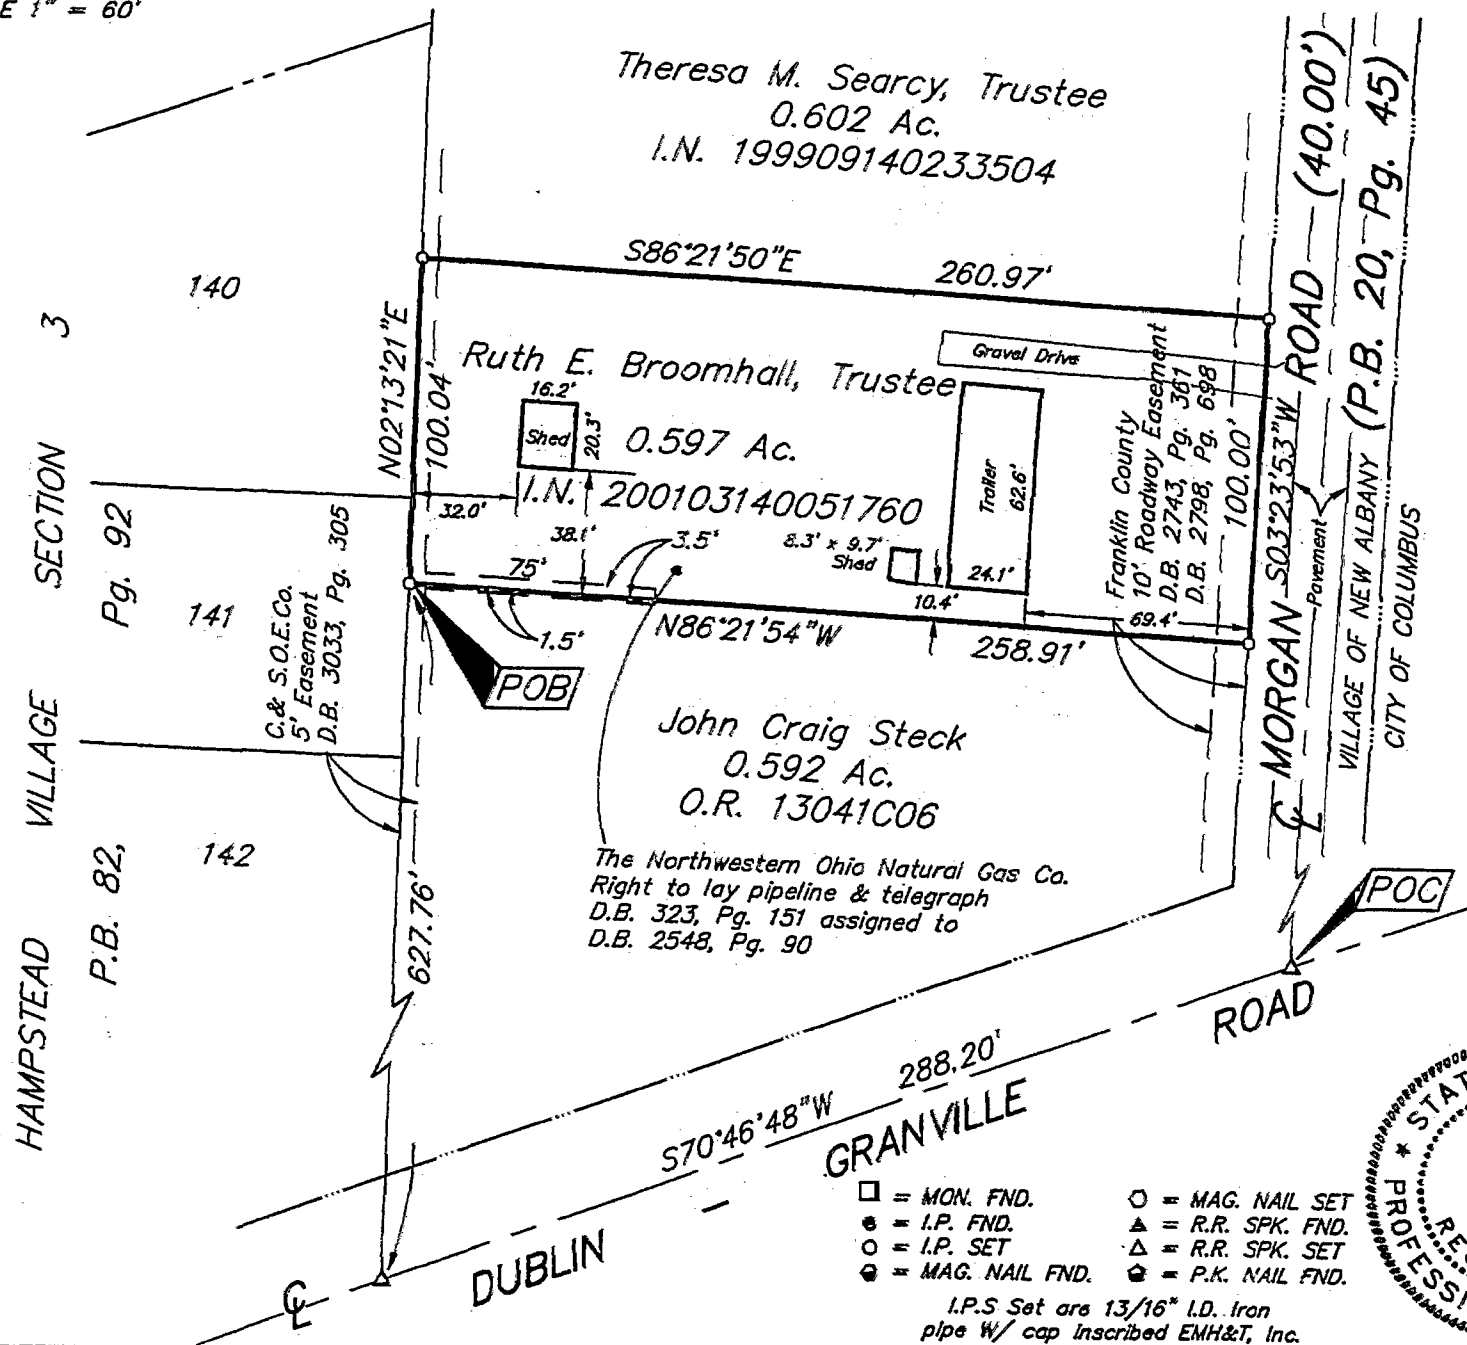 E 1" = 60'
Theresa M. Searcy, Trustee
0.602 Ac.
I.N. 199909140233504
MORGAN ROAD (40.00')
(P.B. 20, Pg. 45)
S86°21'50"E 260.97'
140
N02°13'21"E
100.04'
Ruth E. Broomhall, Trustee
0.597 Ac.
I.N. 200103140051760
Gravel Drive
16.2'
Shed
20.3'
32.0'
38.1'
75'
3.5'
1.5'
8.3' x 9.7'
Shed
Trailer
62.6'
24.1'
10.4'
69.4'
Franklin County
10' Roadway Easement
D.B. 2743, Pg. 361
D.B. 2798, Pg. 698
100.00'
S03°23'53"W
Pavement
VILLAGE OF NEW ALBANY
CITY OF COLUMBUS
N86°21'54"W 258.91'
POB
HAMPSTEAD VILLAGE SECTION 3
P.B. 82, Pg. 92
141
142
C.& S.O.E.Co.
5' Easement
D.B. 3033, Pg. 305
627.76'
John Craig Steck
0.592 Ac.
O.R. 13041C06
The Northwestern Ohio Natural Gas Co.
Right to lay pipeline & telegraph
D.B. 323, Pg. 151 assigned to
D.B. 2548, Pg. 90
POC
S70°46'48"W 288.20'
DUBLIN GRANVILLE ROAD
= MON. FND.
= I.P. FND.
= I.P. SET
= MAG. NAIL FND.
= MAG. NAIL SET
= R.R. SPK. FND.
= R.R. SPK. SET
= P.K. NAIL FND.
I.P.S Set are 13/16" I.D. Iron
pipe W/ cap Inscribed EMH&T, Inc.